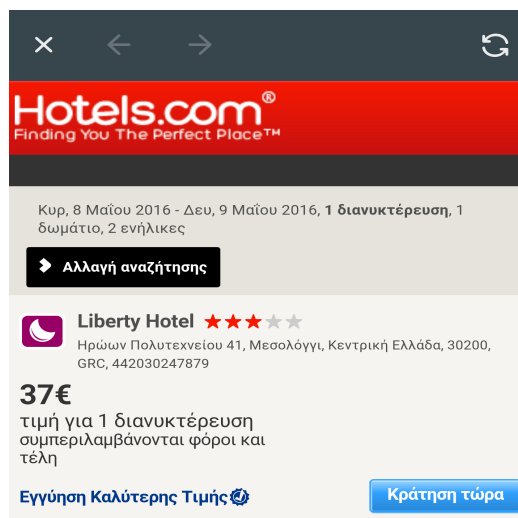 Hotels.com®
Finding You The Perfect Place™
Κυρ, 8 Μαΐου 2016 - Δευ, 9 Μαΐου 2016, 1 διανυκτέρευση, 1
δωμάτιο, 2 ενήλικες
Αλλαγή αναζήτησης
Liberty Hotel
Ηρώων Πολυτεχνείου 41, Μεσολόγγι, Κεντρική Ελλάδα, 30200,
GRC, 442030247879
37€
τιμή για 1 διανυκτέρευση
συμπεριλαμβάνονται φόροι και
τέλη
Εγγύηση Καλύτερης Τιμής
Κράτηση τώρα